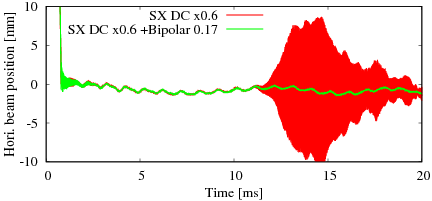 SX DC x0.6
SX DC x0.6 +Bipolar 0.17
Hori. beam position [mm]
10
5
0
-5
-10
0
5
10
15
20
Time [ms]